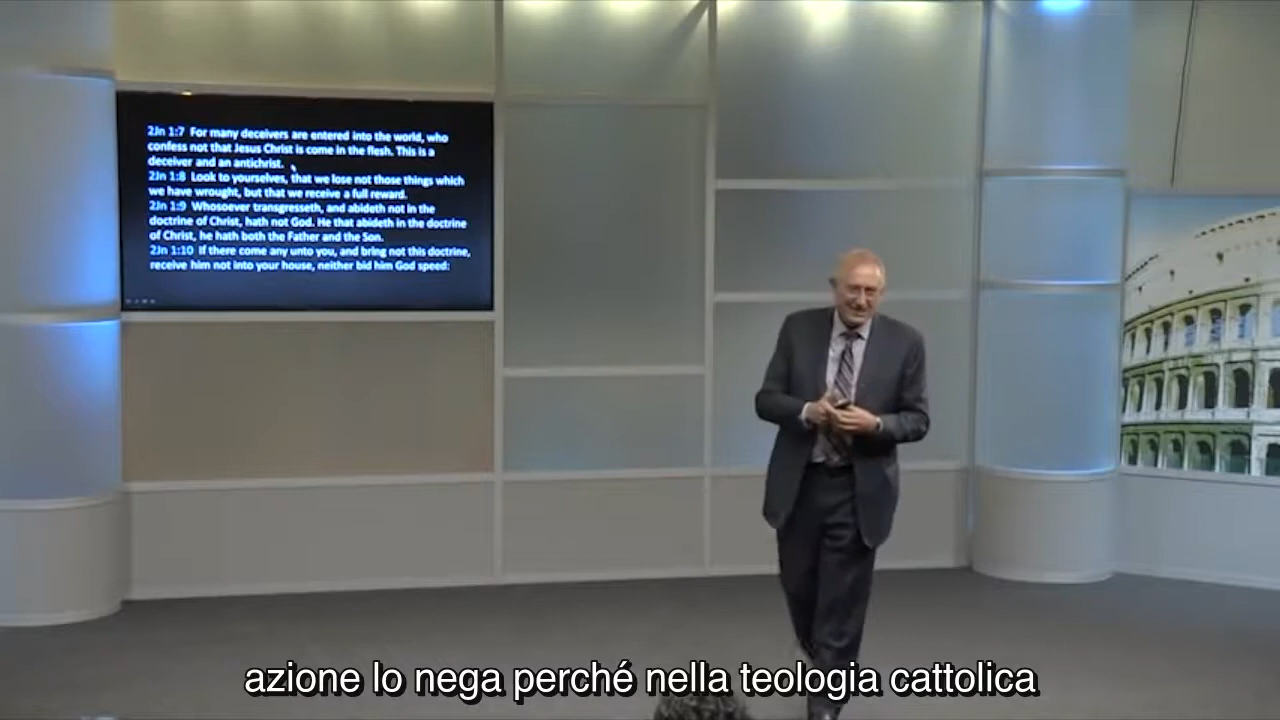 2Jn 1:7 For many deceivers are entered into the world, who
confess not that Jesus Christ is come in the flesh. This is a
deceiver and an antichrist.
2Jn 1:8 Look to yourselves, that we lose not those things which
we have wrought, but that we receive a full reward.
2Jn 1:9 Whosoever transgresseth, and abideth not in the
doctrine of Christ, hath not God. He that abideth in the doctrine
of Christ, he hath both the Father and the Son.
2Jn 1:10 If there come any unto you, and bring not this doctrine,
receive him not into your house, neither bid him God speed:
azione lo nega perché nella teologia cattolica